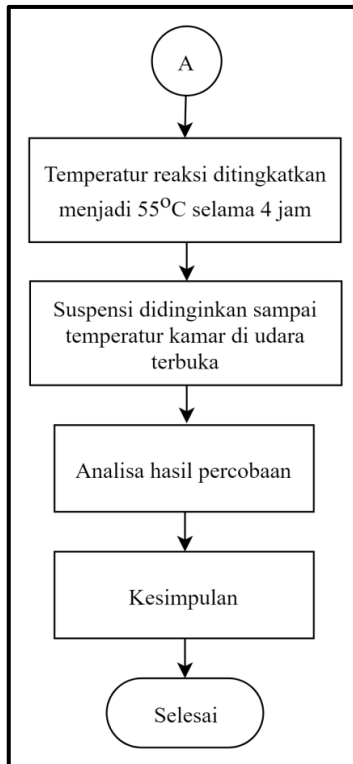 A
Temperatur reaksi ditingkatkan
menjadi 55°C selama 4 jam
Suspensi didinginkan sampai
temperatur kamar di udara
terbuka
Analisa hasil percobaan
Kesimpulan
Selesai